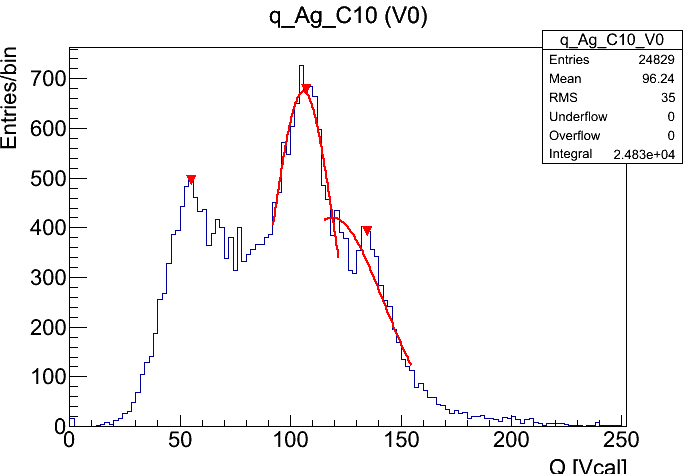 q_Ag_C10 (V0)
q_Ag_C10_V0
Entries 24829
Mean 96.24
RMS 35
Underflow 0
Overflow 0
Integral 2.483e+04
Entries/bin
700
600
500
400
300
200
100
0
0 50 100 150 200 250
Q [Vcal]